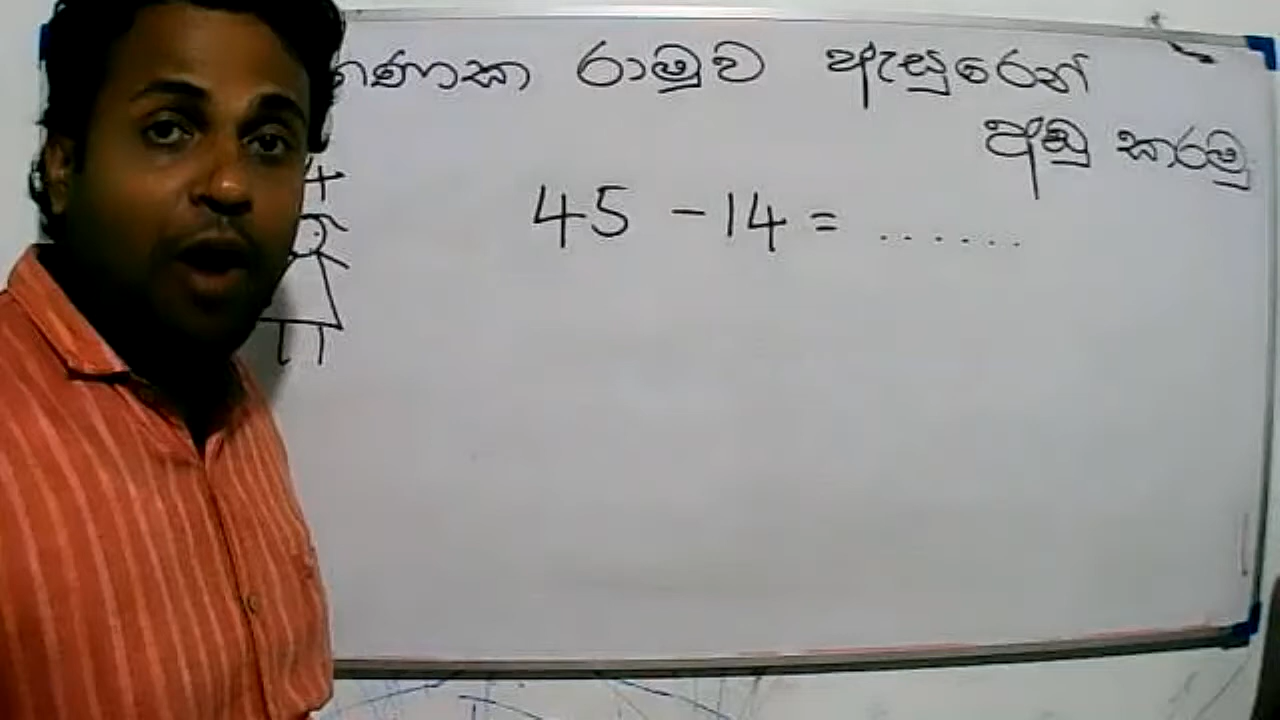 ගණක රාමුව ඇසුරෙන්
අඩු කරමු
45 - 14 = ......